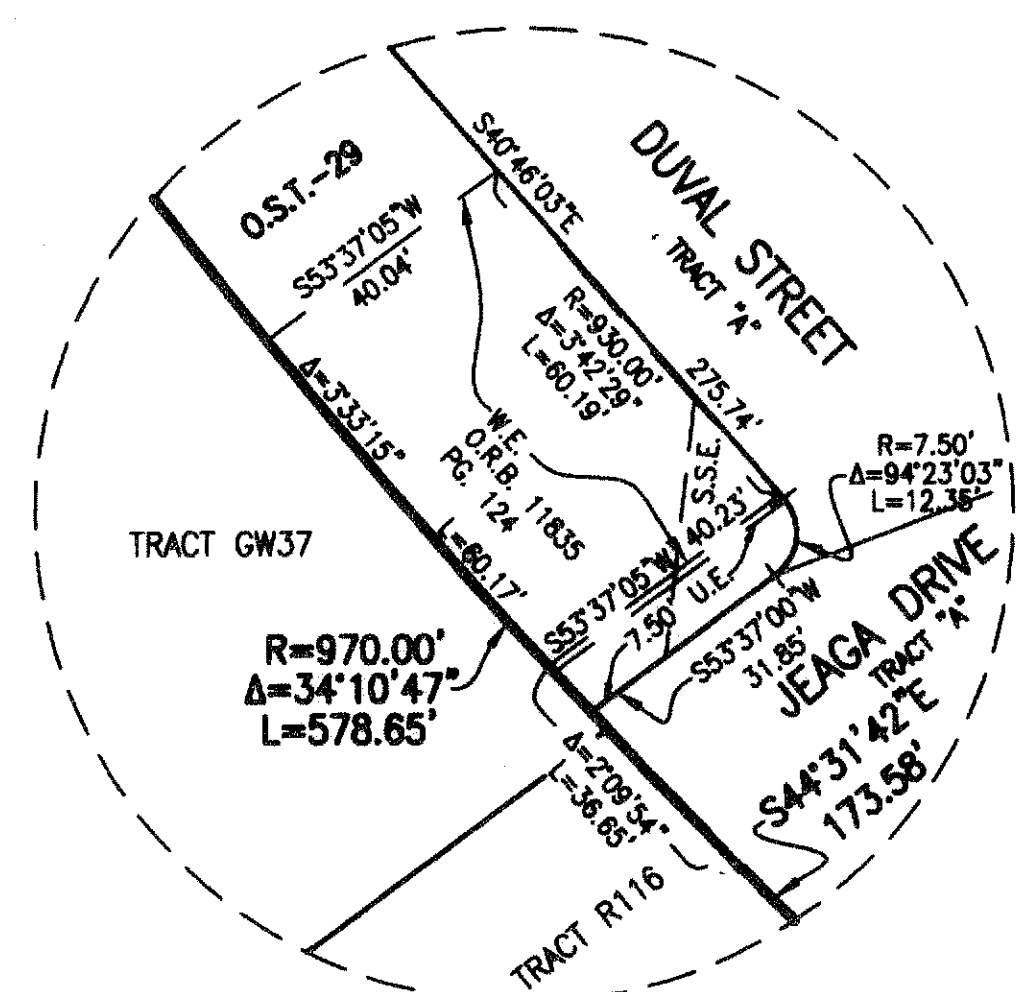 O.S.T.-29
S53°37'05"W
40.04'
S40°46'03"E
DUVAL STREET
TRACT "A"
R=930.00'
Δ=3°42'29"
L=60.19'
275.74'
Δ=3°33'15"
W.E.
O.R.B. 11835
PG. 124
S.S.E.
R=7.50'
Δ=94°23'03"
L=12.35'
TRACT GW37
L=60.17'
S53°37'05"W 40.23'
U.E.
7.50'
S53°37'00"W
31.85'
JEAGA DRIVE
TRACT "A"
R=970.00'
Δ=34°10'47"
L=578.65'
Δ=2°09'54"
L=36.65'
S44°31'42"E
173.58'
TRACT R116